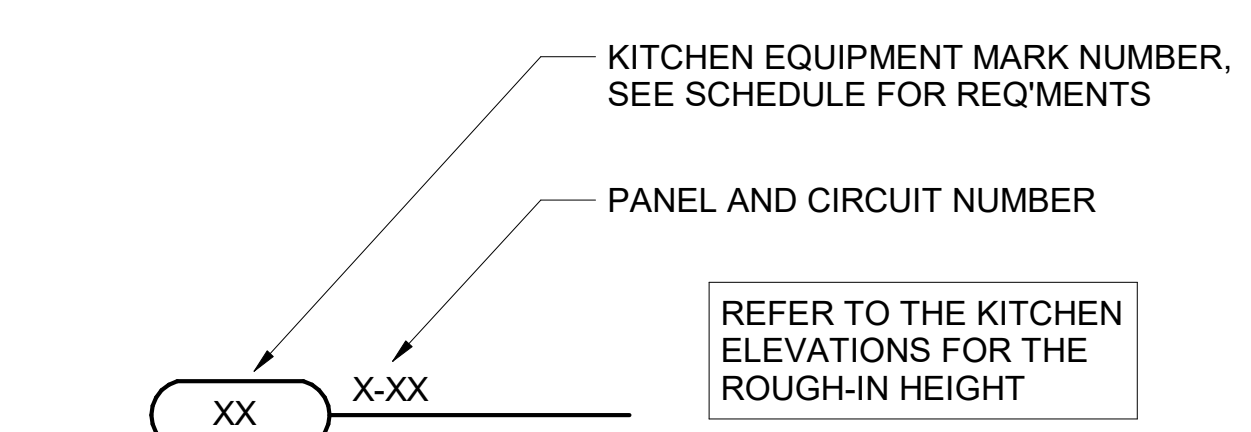 KITCHEN EQUIPMENT MARK NUMBER,
SEE SCHEDULE FOR REQ'MENTS
PANEL AND CIRCUIT NUMBER
REFER TO THE KITCHEN
ELEVATIONS FOR THE
ROUGH-IN HEIGHT
X-XX
XX